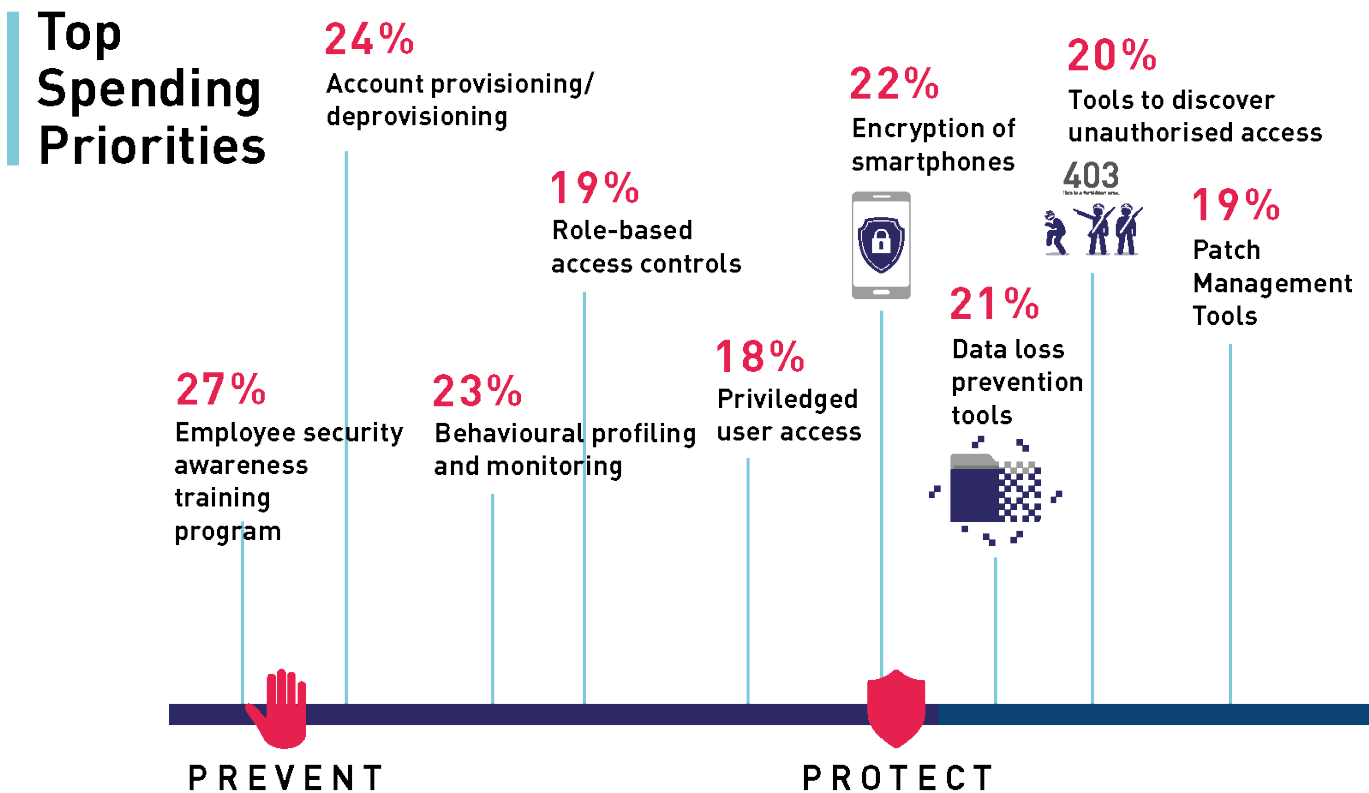 Top
Spending
Priorities
24%
Account provisioning/
deprovisioning
19%
Role-based
access controls
27%
Employee security
awareness
training
program
23%
Behavioural profiling
and monitoring
18%
Priviledged
user access
22%
Encryption of
smartphones
21%
Data loss
prevention
tools
20%
Tools to discover
unauthorised access
403
19%
Patch
Management
Tools
PREVENT
PROTECT